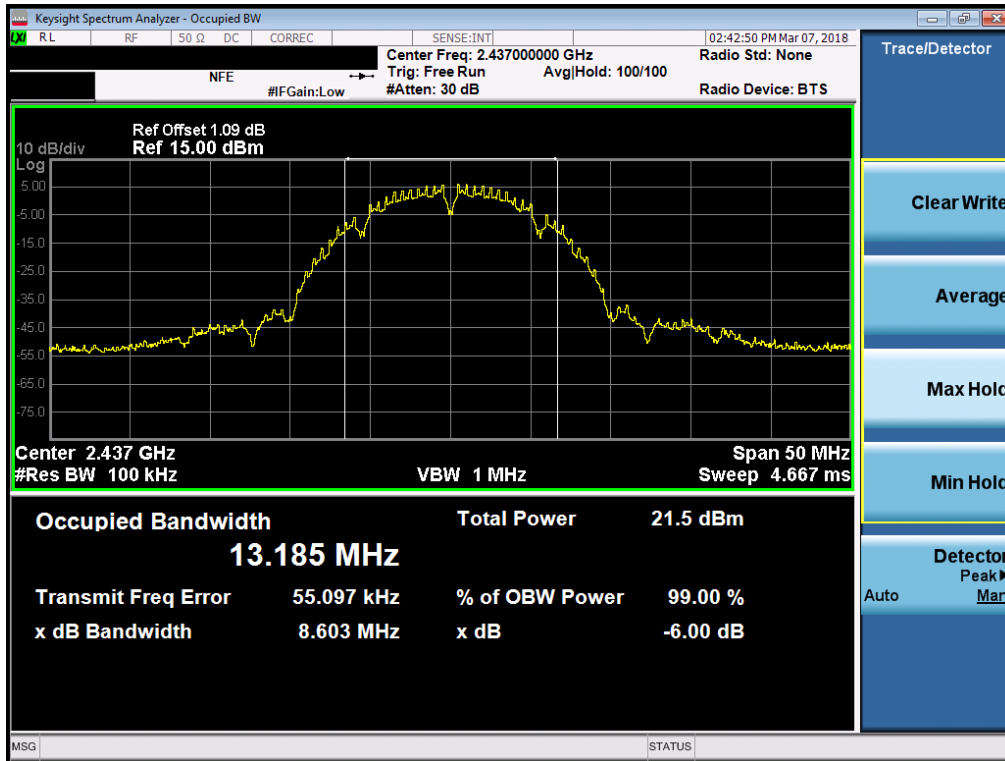 Keysight Spectrum Analyzer - Occupied BW
LXI RL RF 50 Ω DC CORREC SENSE:INT 02:42:50 PM Mar 07, 2018
Center Freq: 2.437000000 GHz Radio Std: None
NFE Trig: Free Run Avg|Hold: 100/100
#IFGain:Low #Atten: 30 dB Radio Device: BTS
Trace/Detector
Ref Offset 1.09 dB
10 dB/div Ref 15.00 dBm
Log
5.00
-5.00
-15.0
-25.0
-35.0
-45.0
-55.0
-65.0
-75.0
Center 2.437 GHz Span 50 MHz
#Res BW 100 kHz VBW 1 MHz Sweep 4.667 ms
Occupied Bandwidth Total Power 21.5 dBm
13.185 MHz
Transmit Freq Error 55.097 kHz % of OBW Power 99.00 %
x dB Bandwidth 8.603 MHz x dB -6.00 dB
Clear Write
Average
Max Hold
Min Hold
Detector
Peak▶
Auto Man
MSG STATUS